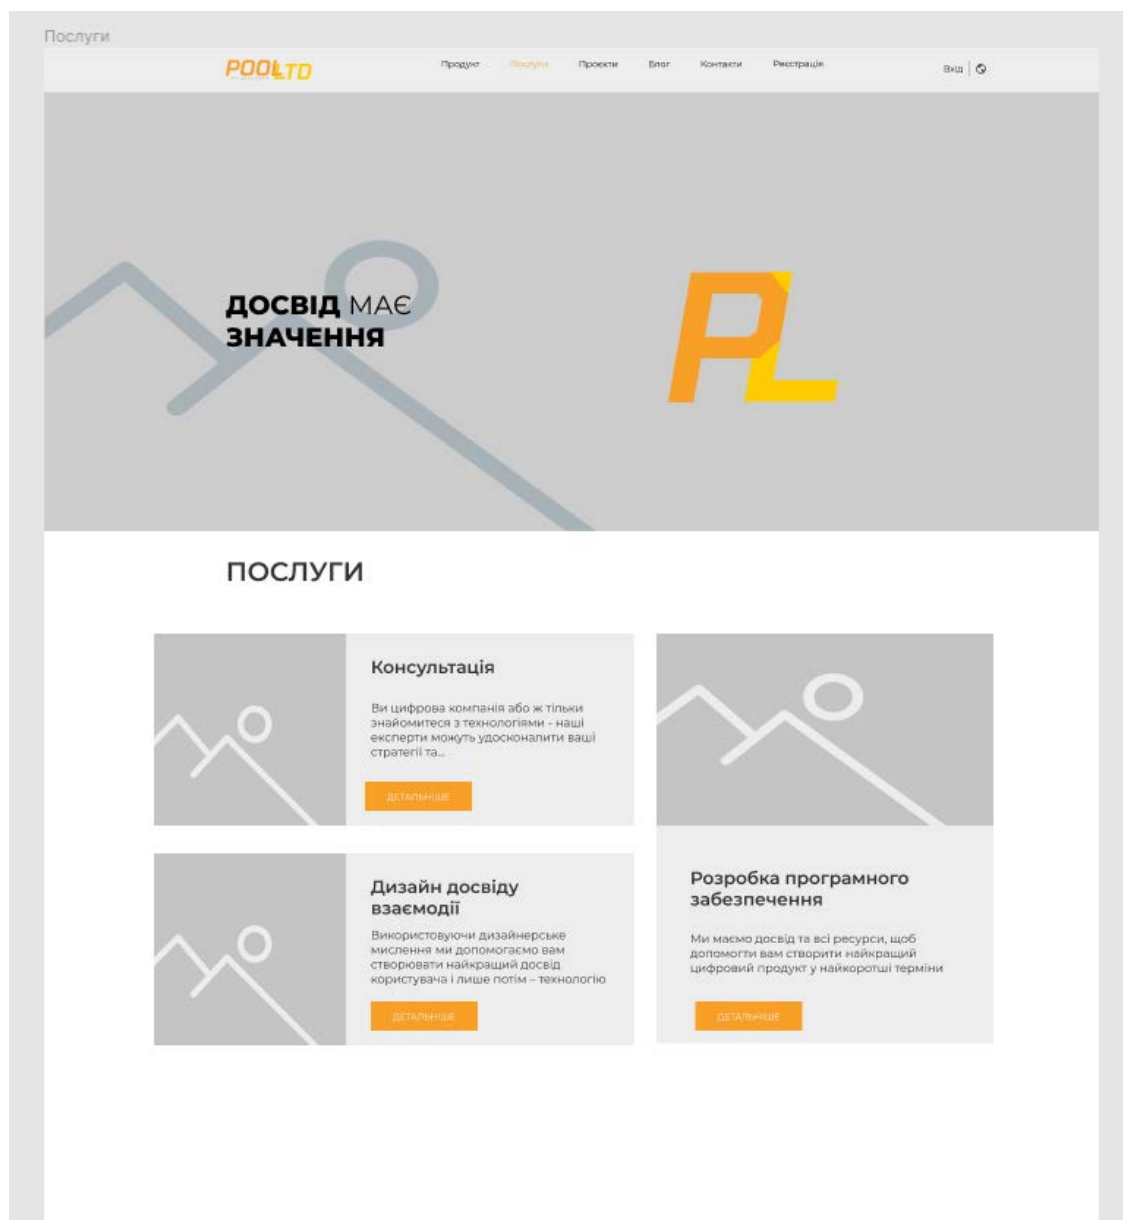 Послуги
POOLLTD
Продукт Послуги Проєкти Блог Контакти Реєстрація Вхід
ДОСВІД МАЄ
ЗНАЧЕННЯ
PL
ПОСЛУГИ
Консультація
Ви цифрова компанія або ж тільки
знайомитеся з технологіями - наші
експерти можуть удосконалити ваші
стратегії та...
ДЕТАЛЬНІШЕ
Дизайн досвіду
взаємодії
Використовуючи дизайнерське
мислення ми допомогаємо вам
створювати найкращий досвід
користувача і лише потім – технологію
ДЕТАЛЬНІШЕ
Розробка програмного
забезпечення
Ми маємо досвід та всі ресурси, щоб
допомогти вам створити найкращий
цифровий продукт у найкоротші терміни
ДЕТАЛЬНІШЕ